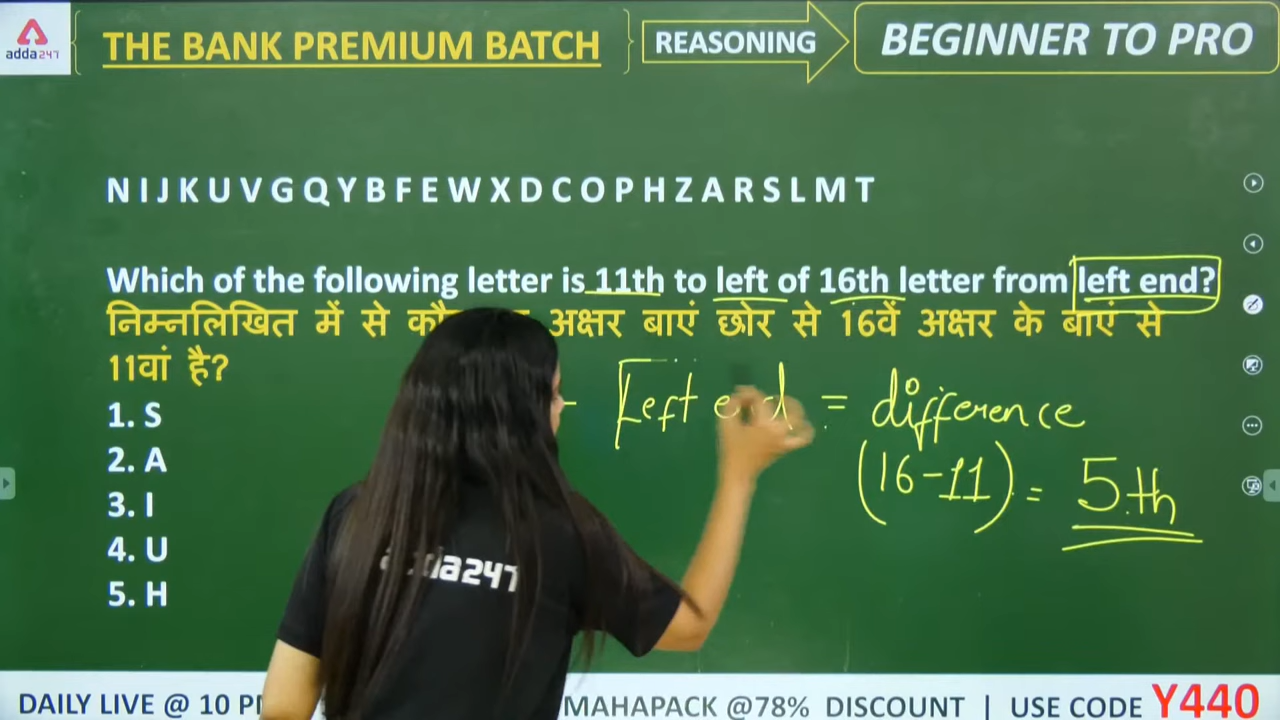 adda247
THE BANK PREMIUM BATCH
REASONING
BEGINNER TO PRO
N I J K U V G Q Y B F E W X D C O P H Z A R S L M T
Which of the following letter is 11th to left of 16th letter from left end?
निम्नलिखित में से अक्षर बाएं छोर से 16वें अक्षर के बाएं से
11वां है?
Left = difference
1. S
2. A
(16-11) = 5th
3. I
4. U
5. H
adda247
DAILY LIVE @ 10 MAHAPACK @78% DISCOUNT | USE CODE Y440